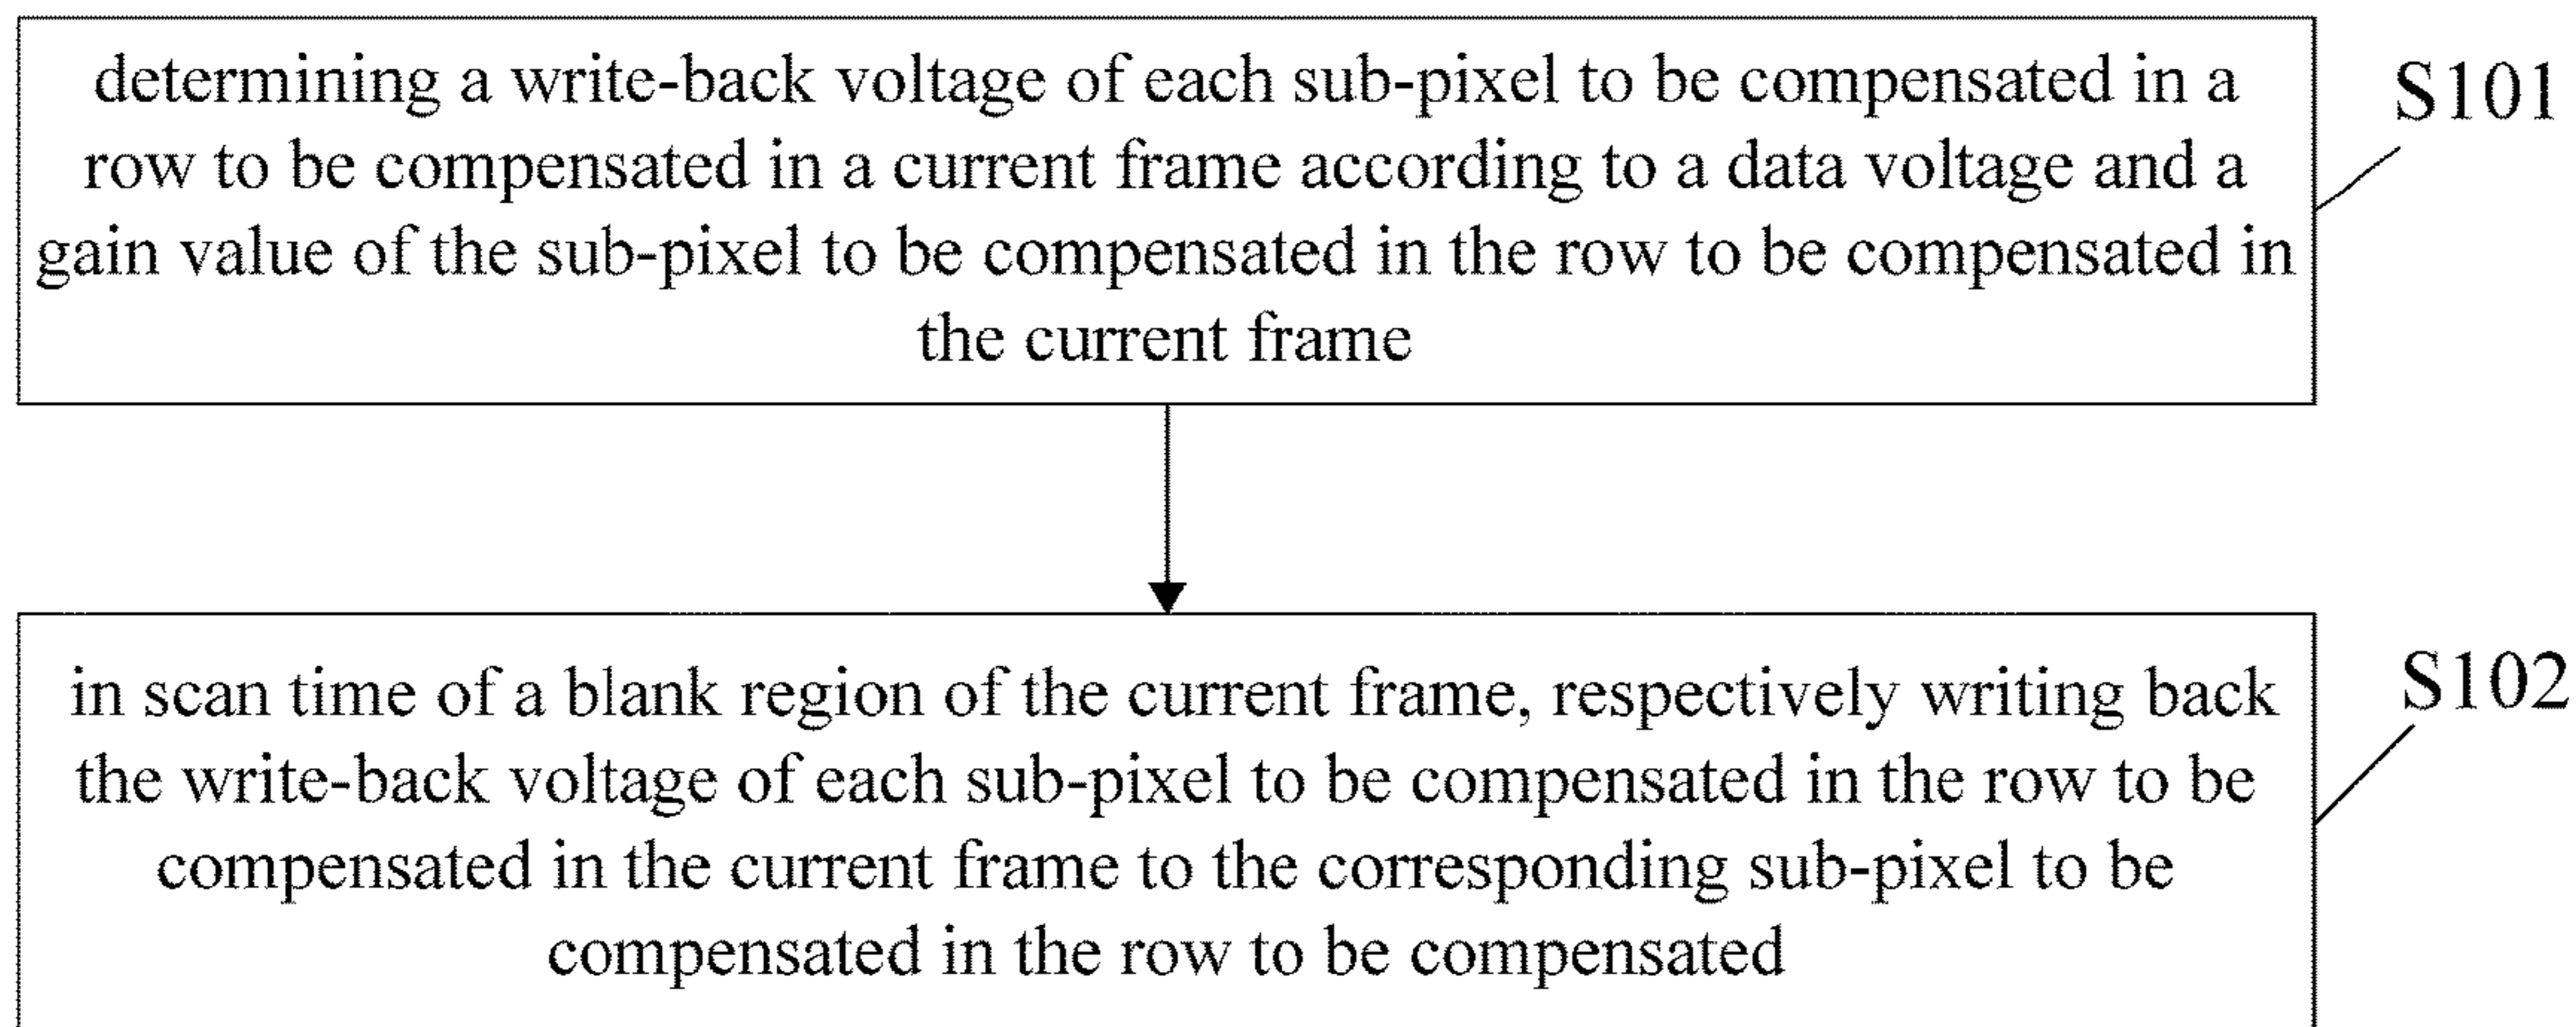 determining a write-back voltage of each sub-pixel to be compensated in a
row to be compensated in a current frame according to a data voltage and a
gain value of the sub-pixel to be compensated in the row to be compensated in
the current frame
S101
in scan time of a blank region of the current frame, respectively writing back
the write-back voltage of each sub-pixel to be compensated in the row to be
compensated in the current frame to the corresponding sub-pixel to be
compensated in the row to be compensated
S102